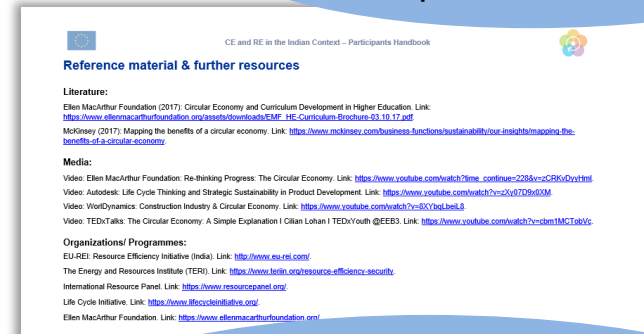 CE and RE in the Indian Context – Participants Handbook
Reference material & further resources
Literature:
Ellen MacArthur Foundation (2017): Circular Economy and Curriculum Development in Higher Education. Link:
https://www.ellenmacarthurfoundation.org/assets/downloads/EMF_HE-Curriculum-Brochure-03.10.17.pdf.
McKinsey (2017): Mapping the benefits of a circular economy. Link: https://www.mckinsey.com/business-functions/sustainability/our-insights/mapping-the-
benefits-of-a-circular-economy.
Media:
Video: Ellen MacArthur Foundation: Re-thinking Progress: The Circular Economy. Link: https://www.youtube.com/watch?time_continue=228&v=zCRKvDyyHmI.
Video: Autodesk: Life Cycle Thinking and Strategic Sustainability in Product Development. Link: https://www.youtube.com/watch?v=zXy07D9x0XM.
Video: WorlDynamics: Construction Industry & Circular Economy. Link: https://www.youtube.com/watch?v=8XYbqLbeiL8.
Video: TEDxTalks: The Circular Economy: A Simple Explanation I Cilian Lohan I TEDxYouth @EEB3. Link: https://www.youtube.com/watch?v=cbm1MCTobVc.
Organizations/ Programmes:
EU-REI: Resource Efficiency Initiative (India). Link: http://www.eu-rei.com/.
The Energy and Resources Institute (TERI). Link: https://www.teriin.org/resource-efficiency-security.
International Resource Panel. Link: https://www.resourcepanel.org/.
Life Cycle Initiative. Link: https://www.lifecycleinitiative.org/.
Ellen MacArthur Foundation. Link: https://www.ellenmacarthurfoundation.org/